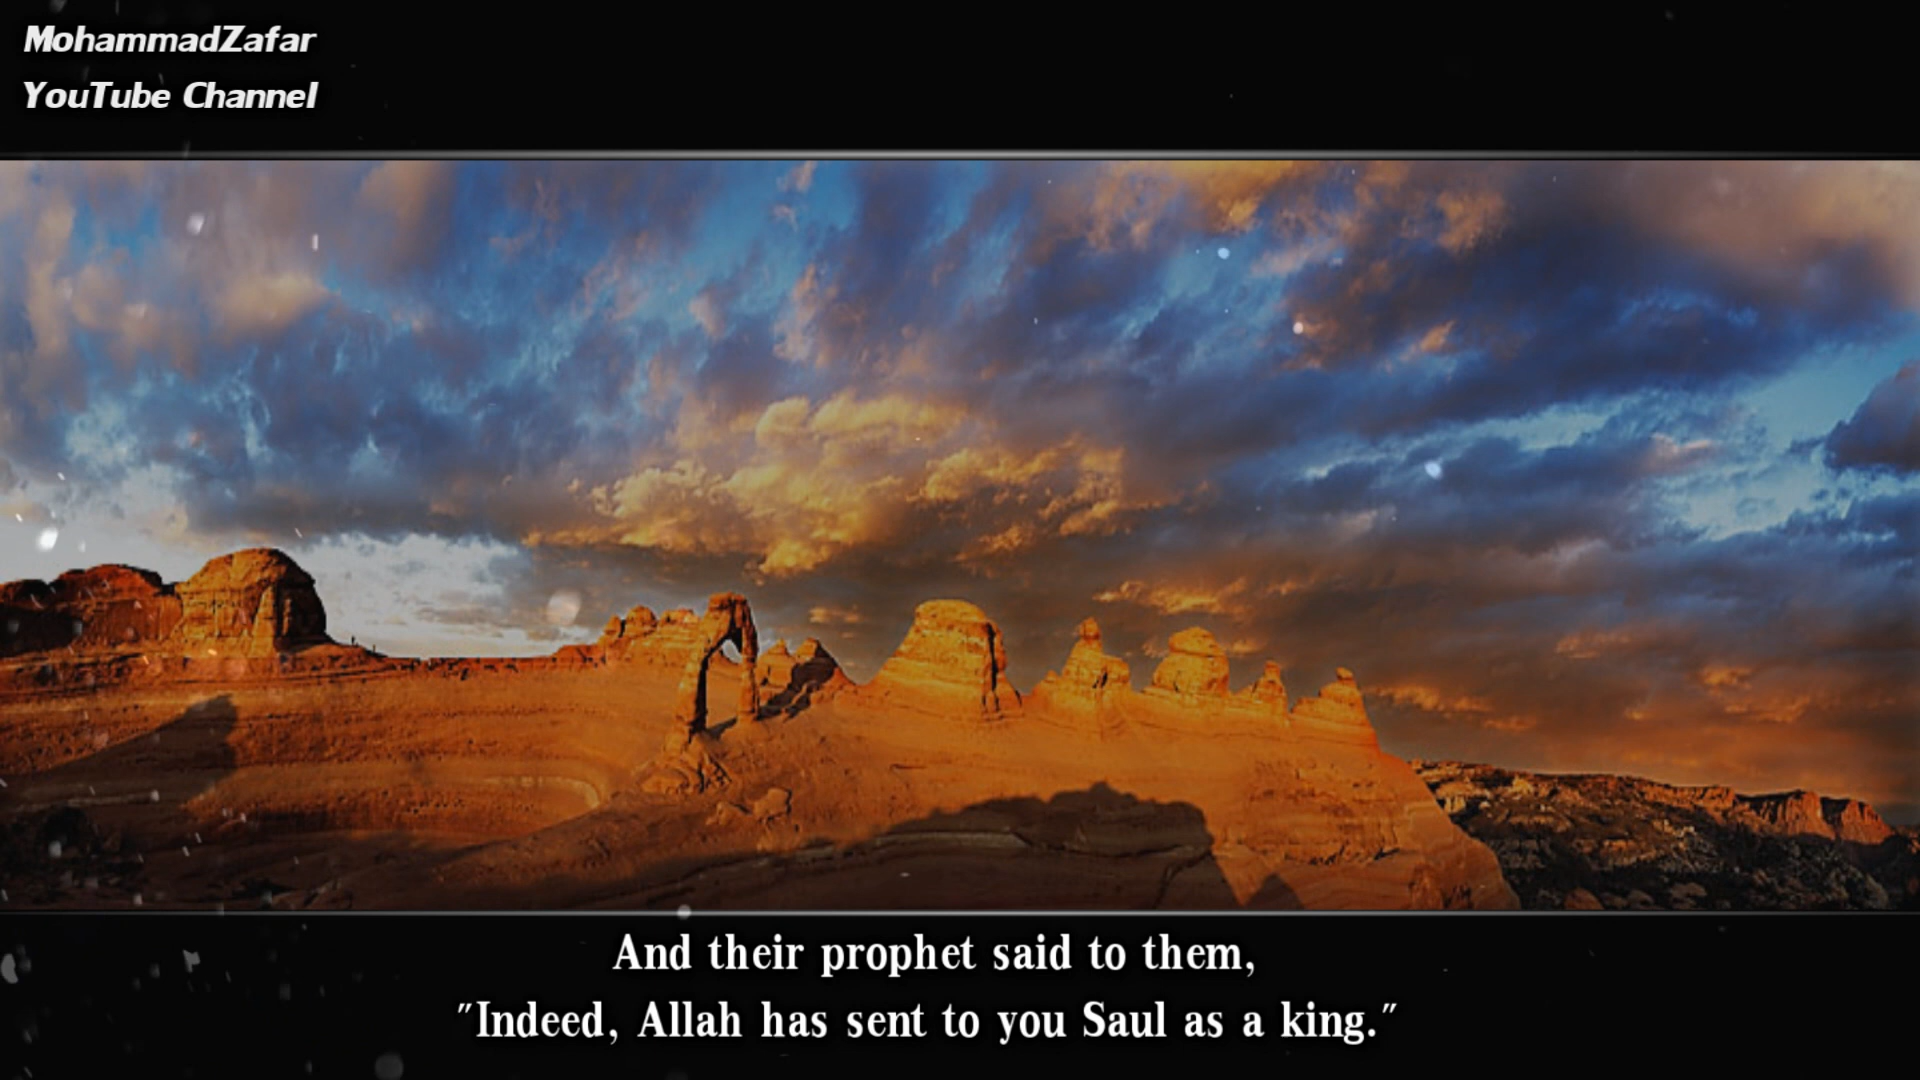 MohammadZafar
YouTube Channel
And their prophet said to them,
"Indeed, Allah has sent to you Saul as a king."